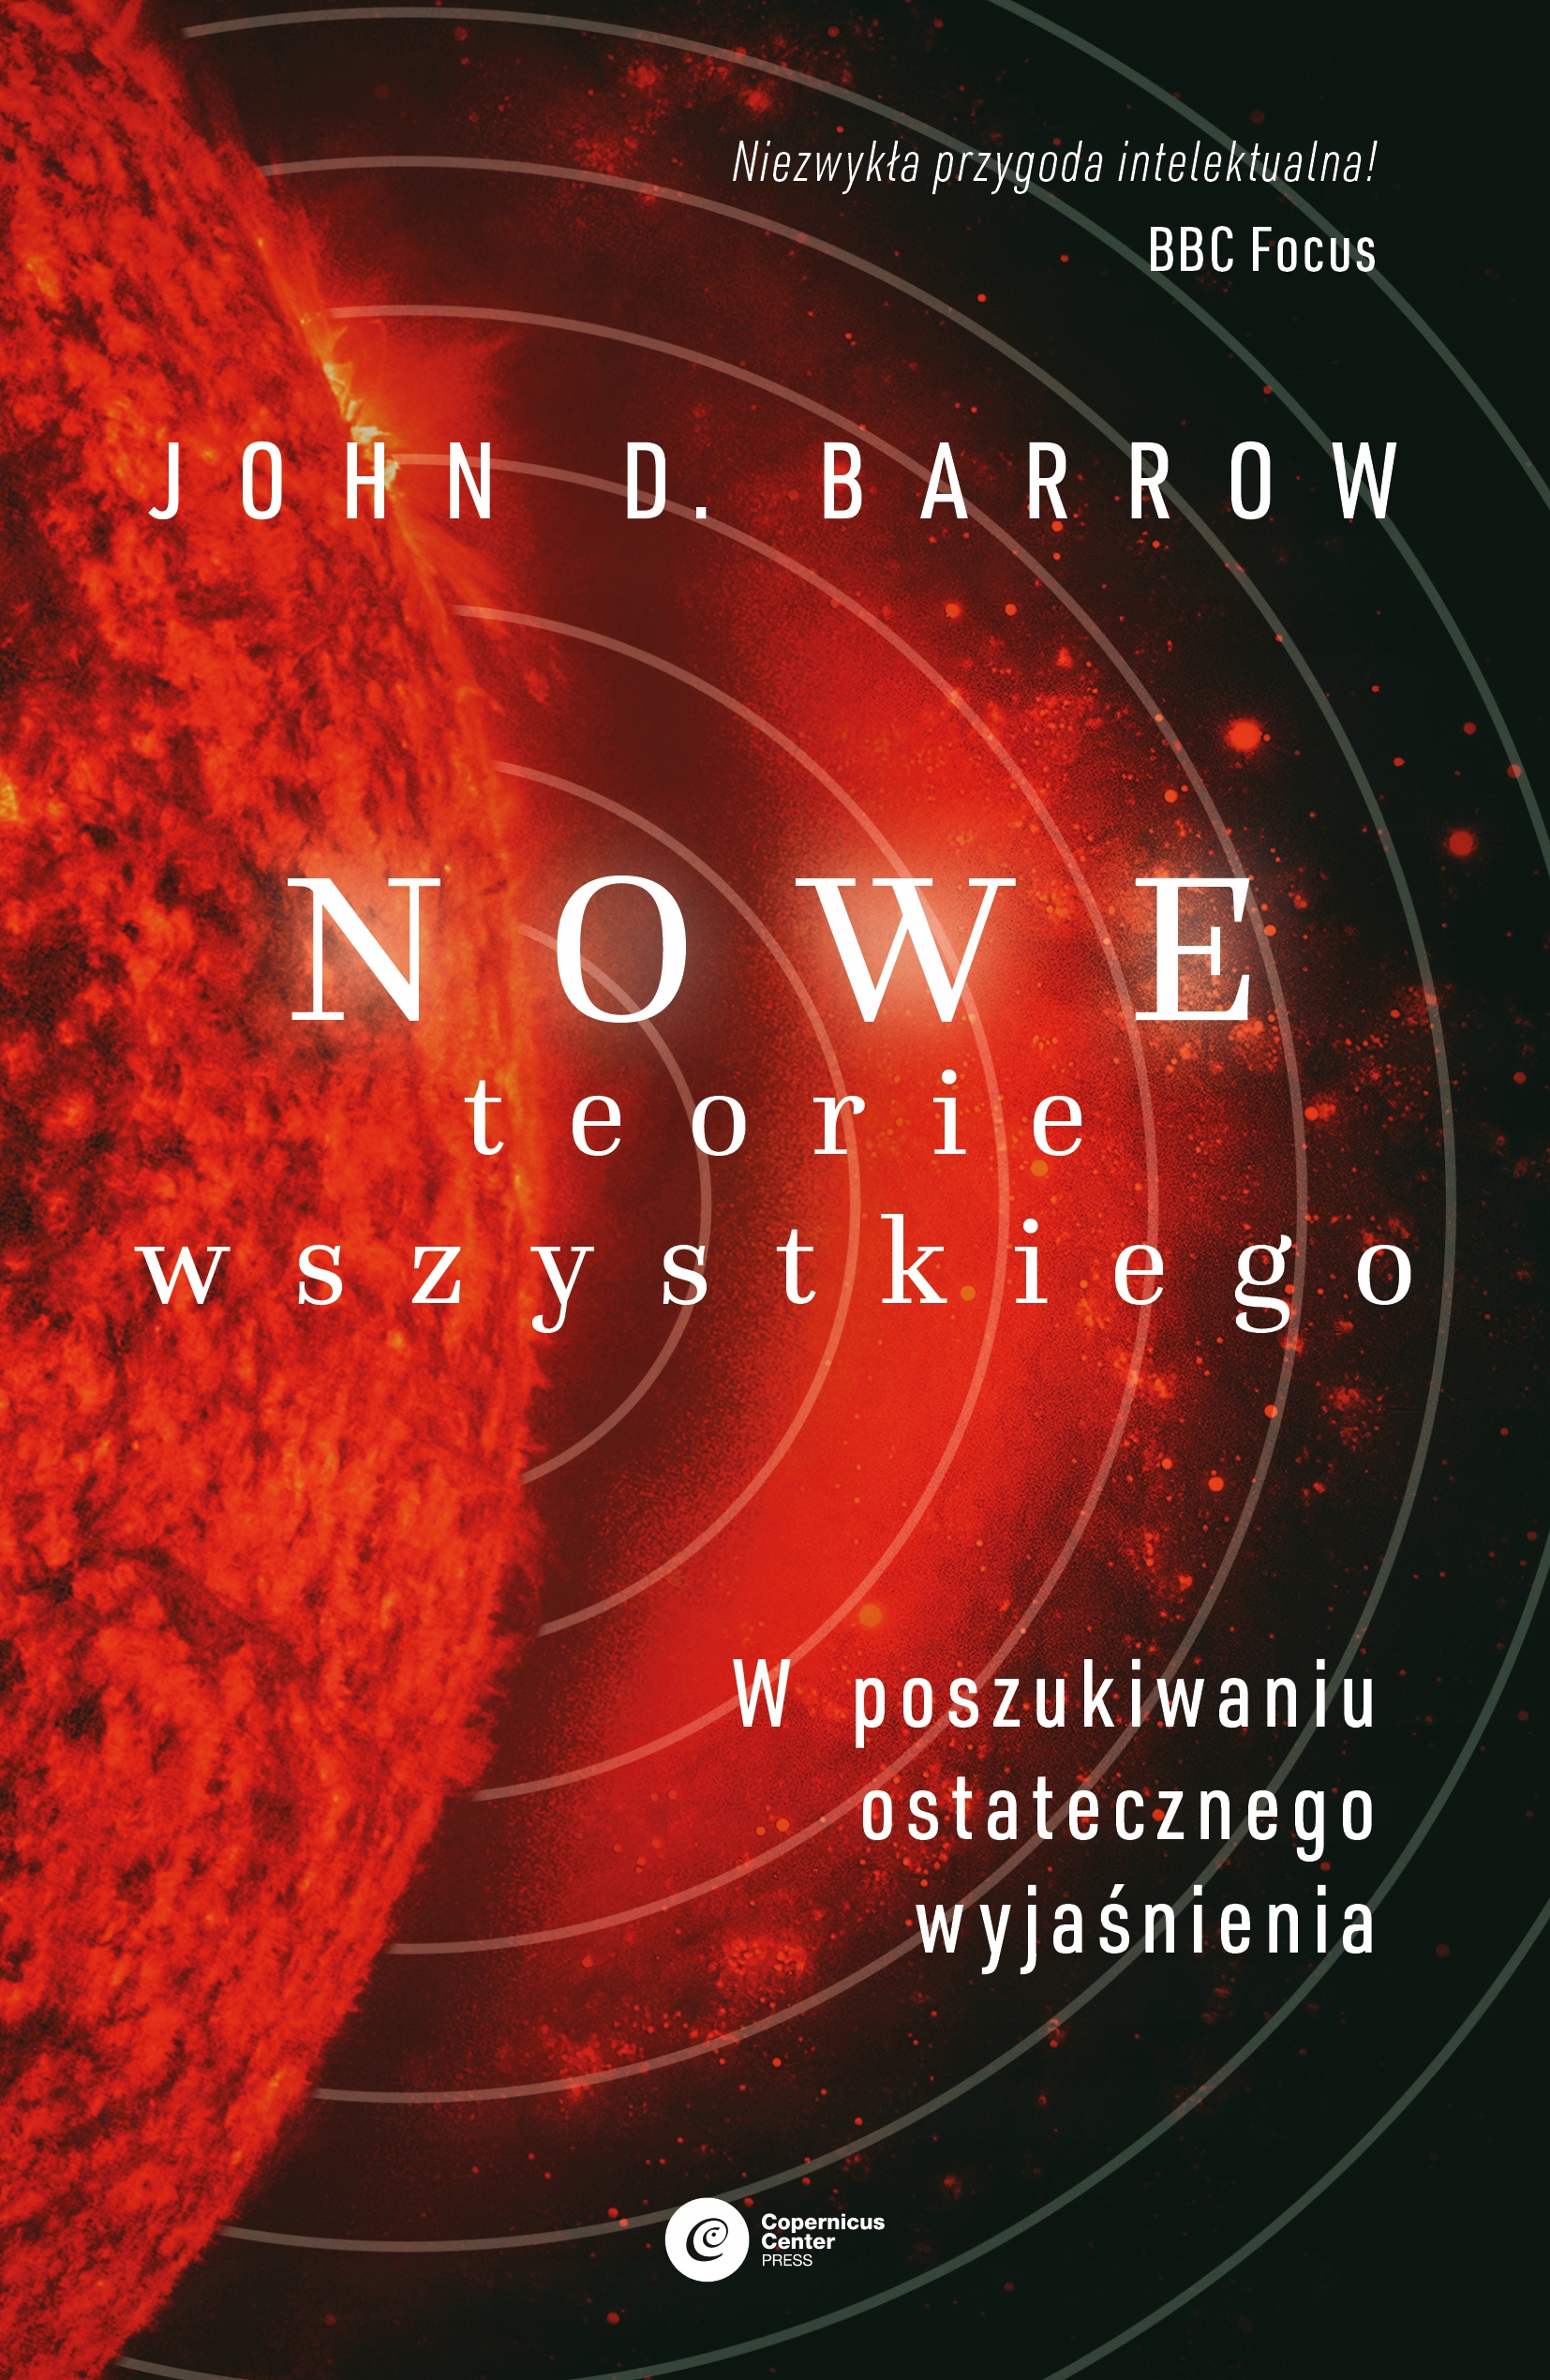 Niezwykła przygoda intelektualna!
BBC Focus
JOHN D. BARROW
NOWE
teorie
wszystkiego
W poszukiwaniu
ostatecznego
wyjaśnienia
Copernicus
Center
PRESS